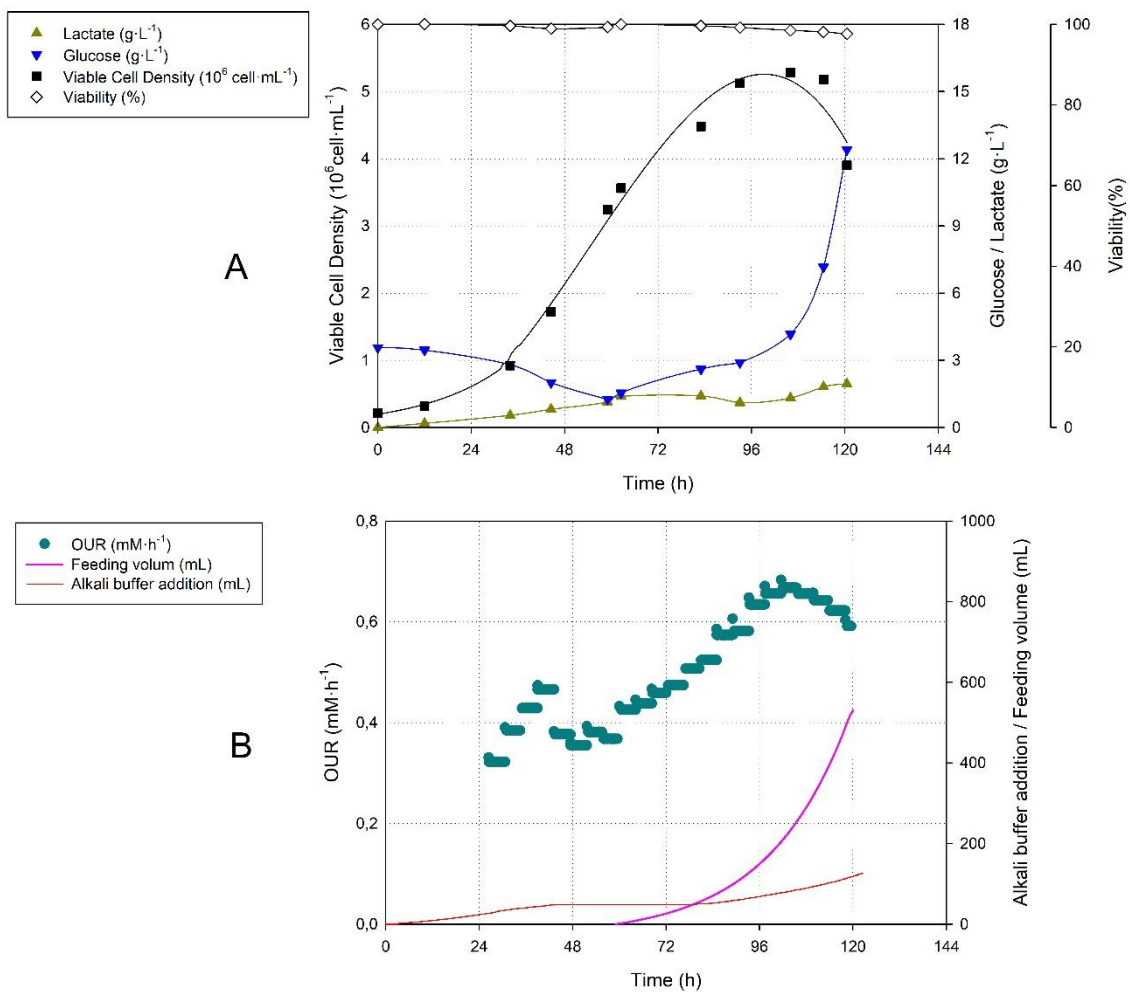 Lactate (g·L⁻¹)
Glucose (g·L⁻¹)
Viable Cell Density (10⁶ cell·mL⁻¹)
Viability (%)
A
Viable Cell Density (10⁶cell·mL⁻¹)
6
5
4
3
2
1
0
18
15
12
9
6
3
0
Glucose / Lactate (g·L⁻¹)
100
80
60
40
20
0
Viability(%)
0 24 48 72 96 120 144
Time (h)
OUR (mM·h⁻¹)
Feeding volum (mL)
Alkali buffer addition (mL)
B
OUR (mM·h⁻¹)
0,8
0,6
0,4
0,2
0,0
1000
800
600
400
200
0
Alkali buffer addition / Feeding volume (mL)
0 24 48 72 96 120 144
Time (h)